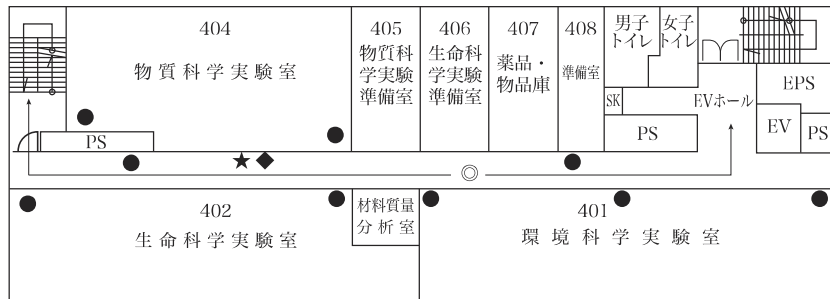 404
物質科学実験室
405
物質科
学実験
準備室
406
生命科
学実験
準備室
407
薬品・
物品庫
408
準備室
男子
トイレ
女子
トイレ
SK
PS
EVホール
EPS
EV
PS
PS
402
生命科学実験室
材料質量
分析室
401
環境科学実験室